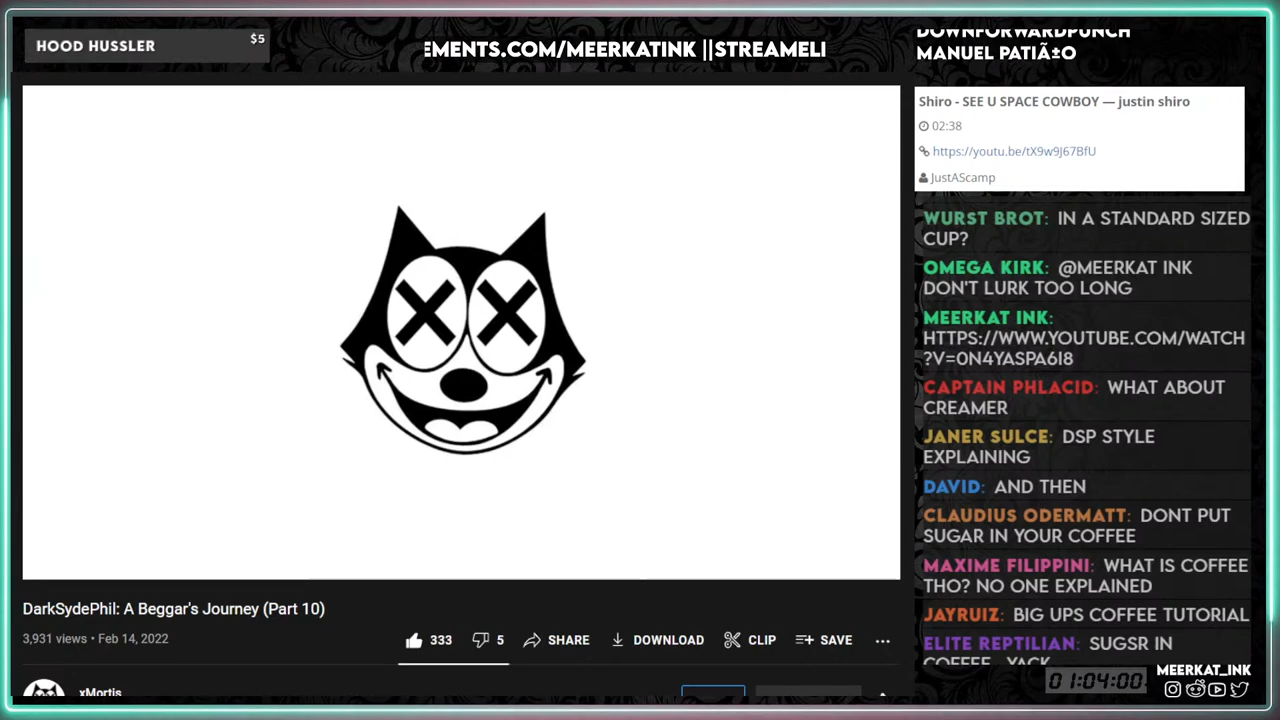 HOOD HUSSLER
$5
EMENTS.COM/MEERKATINK ||STREAMELI
DOWNFORWARDPUNCH
MANUEL PATIÃ±O
Shiro - SEE U SPACE COWBOY — justin shiro
02:38
https://youtu.be/tX9w9J67BfU
JustAScamp
WURST BROT: IN A STANDARD SIZED
CUP?
OMEGA KIRK: @MEERKAT INK
DON'T LURK TOO LONG
MEERKAT INK:
HTTPS://WWW.YOUTUBE.COM/WATCH
?V=0N4YASPA6I8
CAPTAIN PHLACID: WHAT ABOUT
CREAMER
JANER SULCE: DSP STYLE
EXPLAINING
DAVID: AND THEN
CLAUDIUS ODERMATT: DONT PUT
SUGAR IN YOUR COFFEE
MAXIME FILIPPINI: WHAT IS COFFEE
THO? NO ONE EXPLAINED
JAYRUIZ: BIG UPS COFFEE TUTORIAL
ELITE REPTILIAN: SUGSR IN
COFFEE YACK
DarkSydePhil: A Beggar's Journey (Part 10)
3,931 views • Feb 14, 2022
333
5
SHARE
DOWNLOAD
CLIP
SAVE
xMortis
01:04:00
MEERKAT_INK